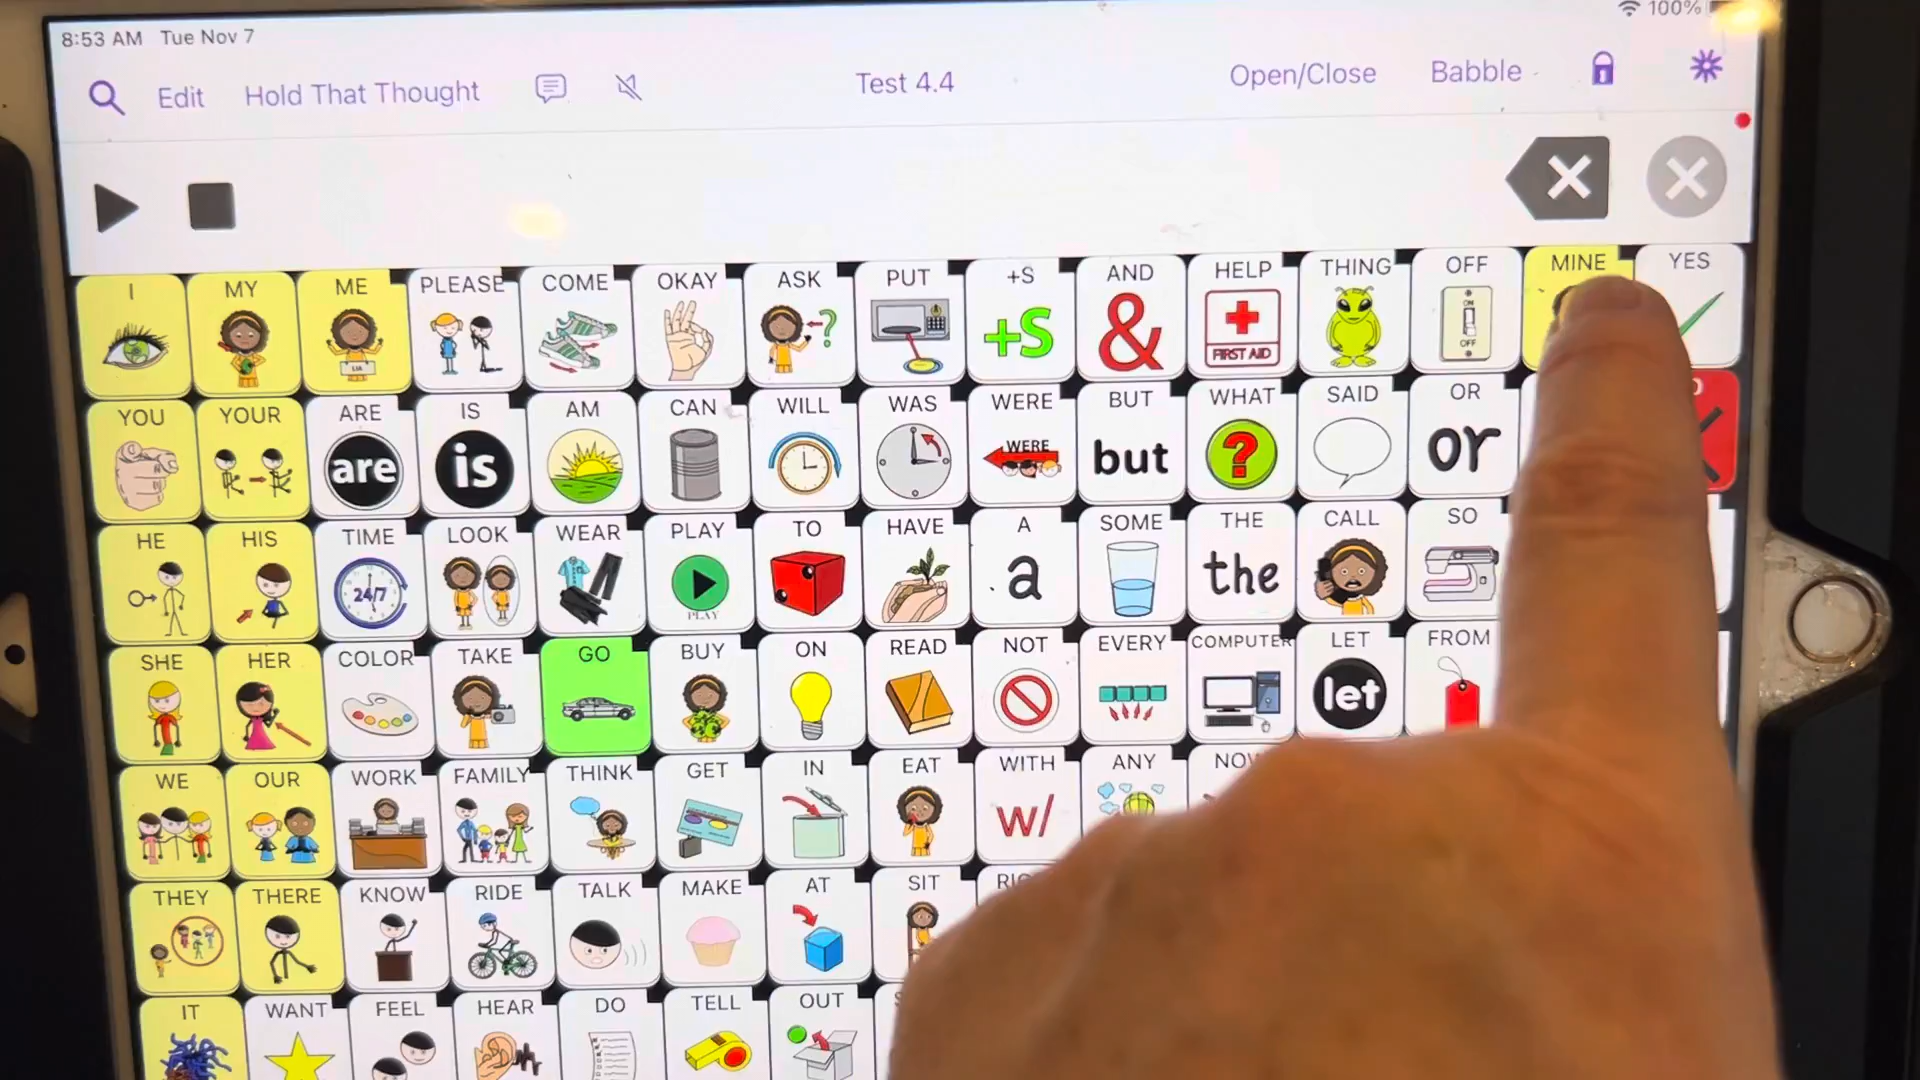 8:53 AM Tue Nov 7 100%
Edit Hold That Thought Test 4.4 Open/Close Babble
I MY ME PLEASE COME OKAY ASK PUT +S AND HELP THING OFF MINE YES
LIA +S & FIRST AID ON OFF
YOU YOUR ARE IS AM CAN WILL WAS WERE BUT WHAT SAID OR
are is WERE but ? or
HE HIS TIME LOOK WEAR PLAY TO HAVE A SOME THE CALL SO
24/7 PLAY a the
SHE HER COLOR TAKE GO BUY ON READ NOT EVERY COMPUTER LET FROM
let
WE OUR WORK FAMILY THINK GET IN EAT WITH ANY
w/
THEY THERE KNOW RIDE TALK MAKE AT SIT
IT WANT FEEL HEAR DO TELL OUT